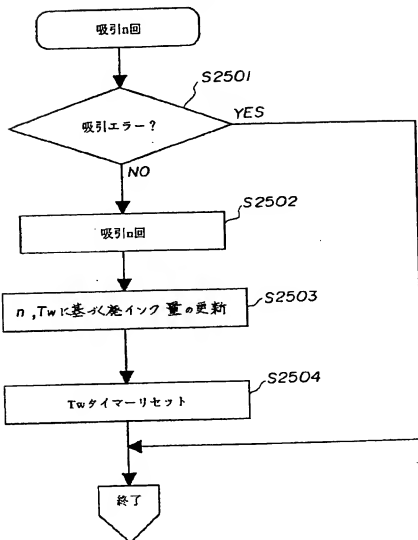 吸引n回
S2501
吸引エラー?
YES
NO
S2502
吸引n回
n,Twに基づく廃インク量の更新
S2503
S2504
Twタイマーリセット
終了